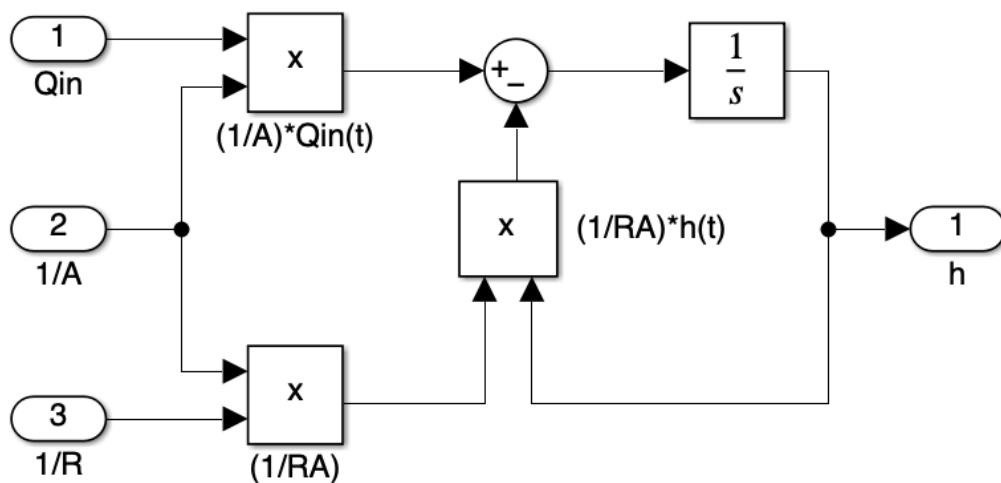 1
Qin
x
(1/A)*Qin(t)
+
−
1
s
2
1/A
x
(1/RA)*h(t)
1
h
3
1/R
x
(1/RA)